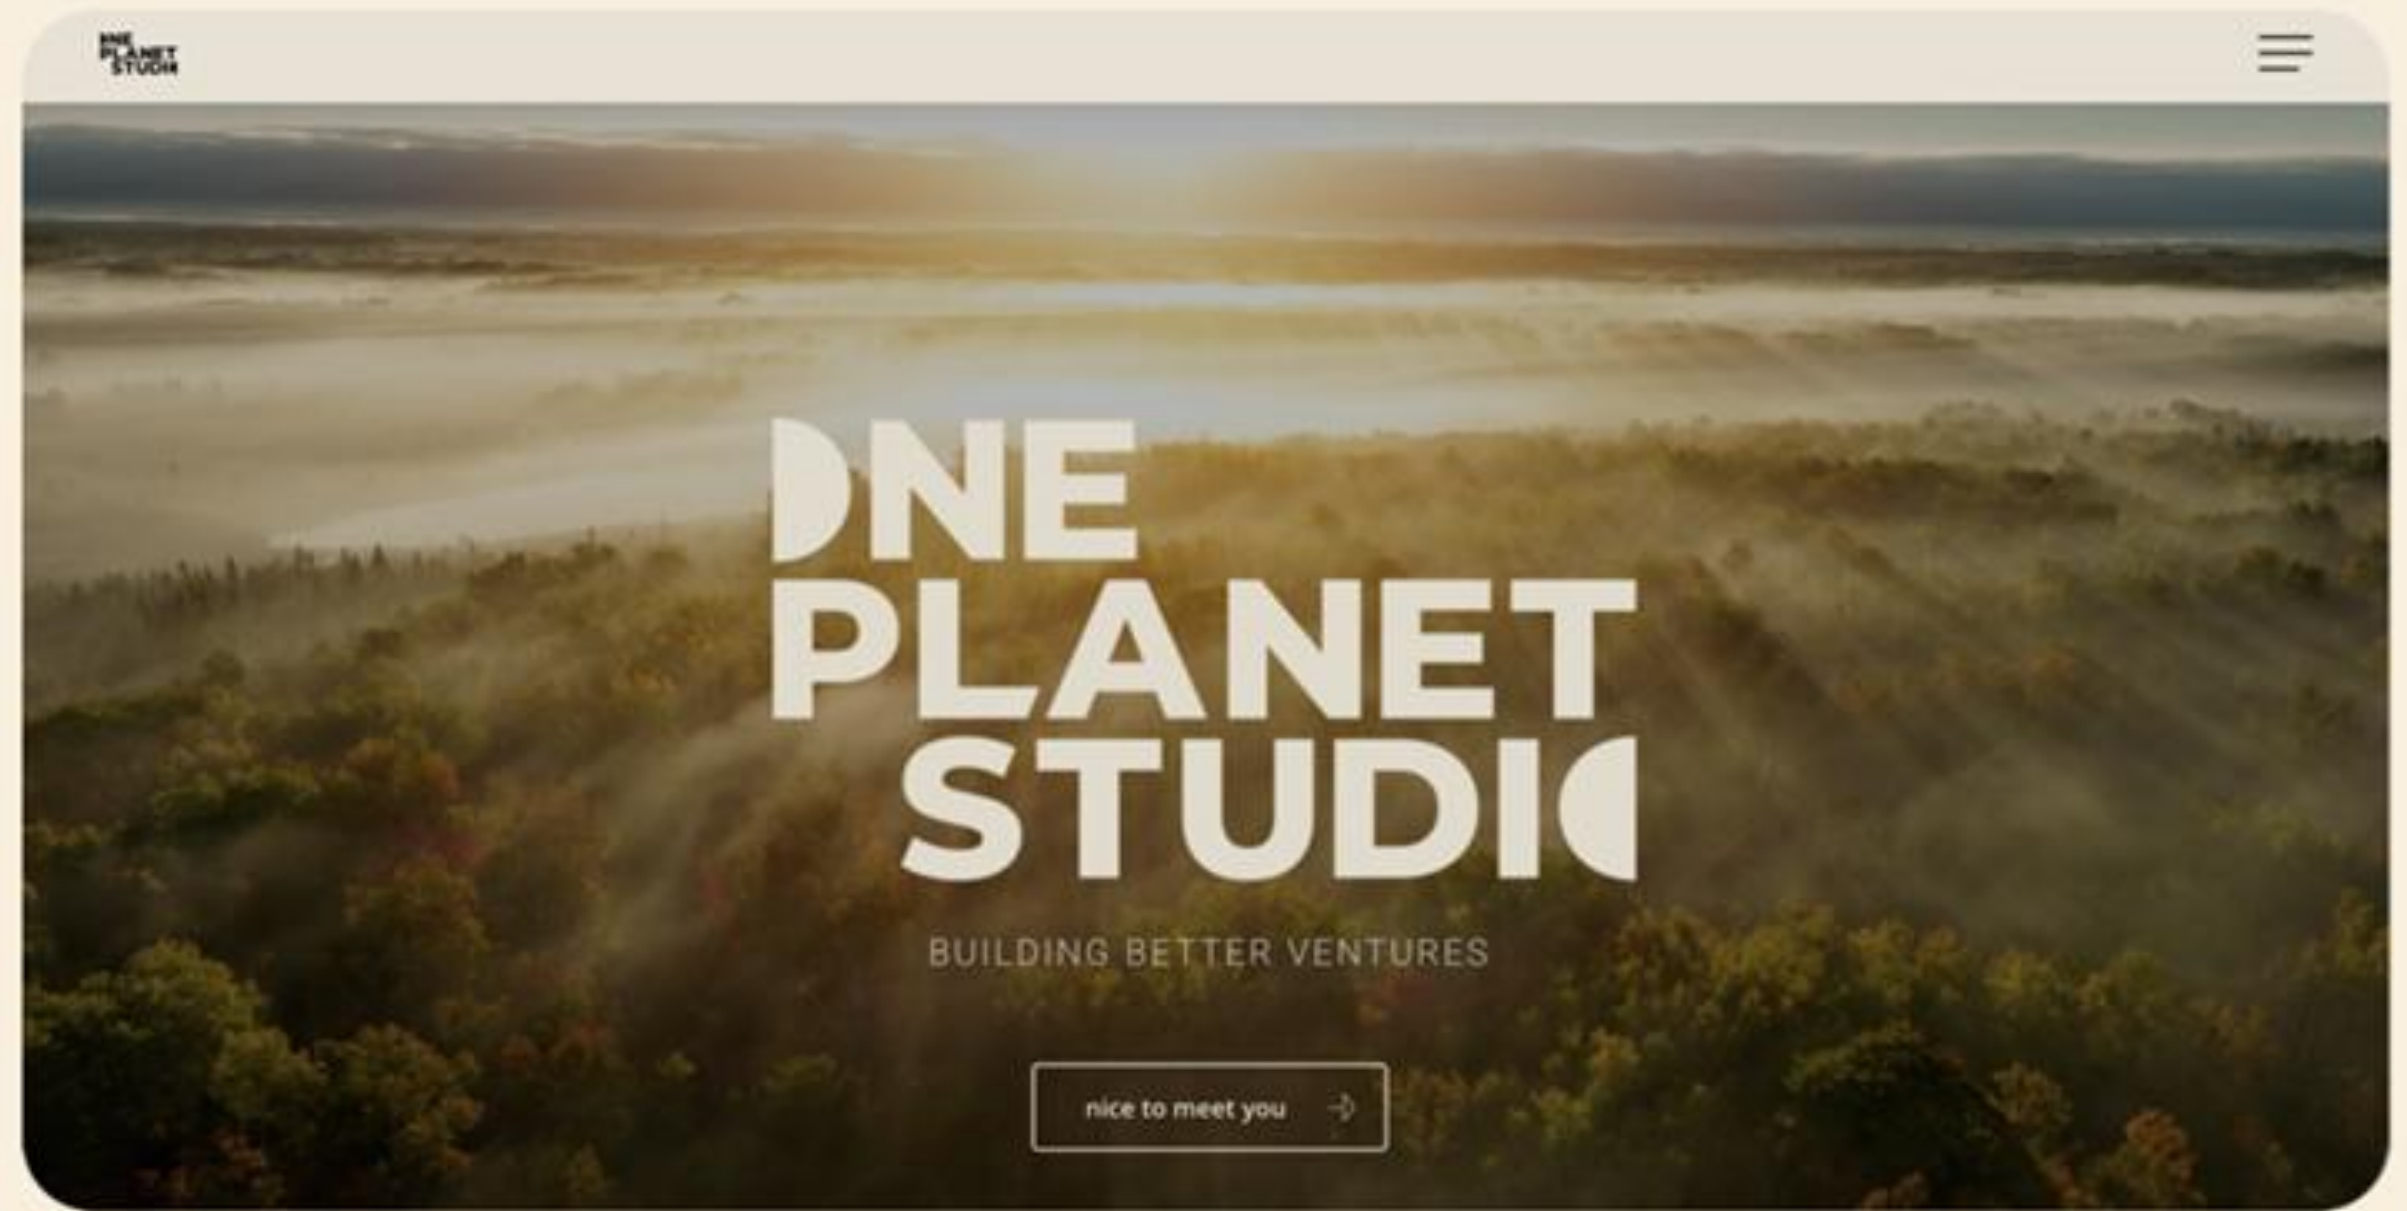 ONE
PLANET
STUDIO
ONE
PLANET
STUDIO
BUILDING BETTER VENTURES
nice to meet you